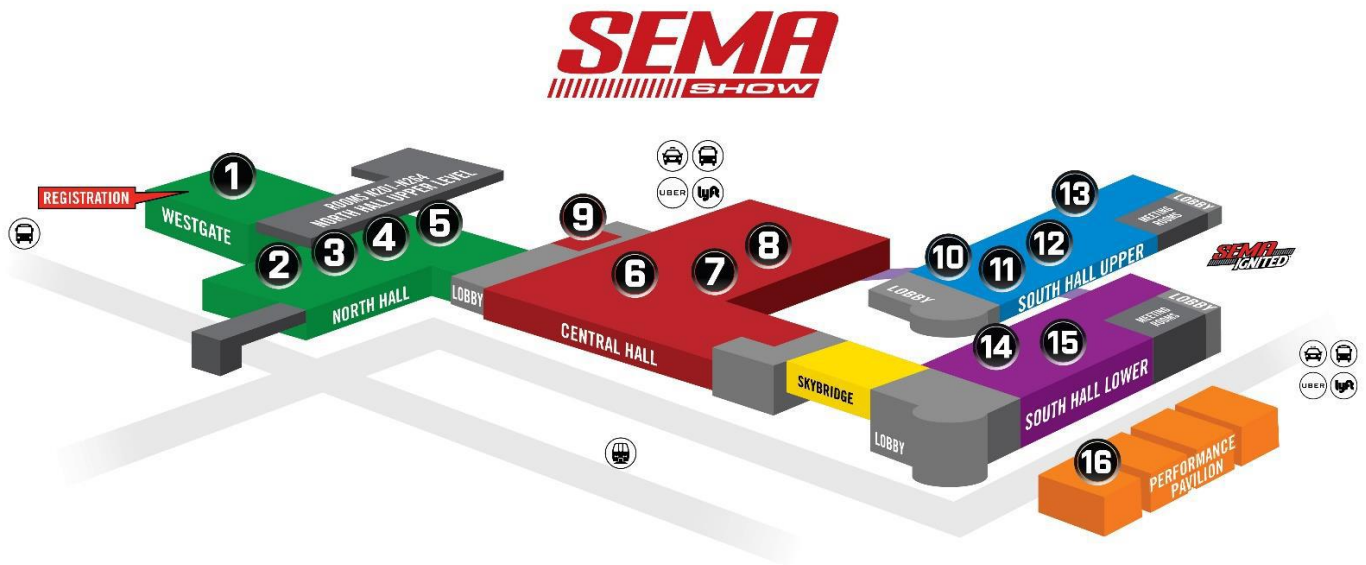 SEMA
SHOW
1
REGISTRATION
WESTGATE
ROOMS N201-N264
NORTH HALL UPPER LEVEL
2
3
4
5
NORTH HALL
LOBBY
9
UBER
lyft
6
7
8
CENTRAL HALL
SKYBRIDGE
10
11
12
13
LOBBY
SOUTH HALL UPPER
MEETING
ROOMS
LOBBY
SEMA
IGNITED
14
15
LOBBY
SOUTH HALL LOWER
MEETING
ROOMS
LOBBY
UBER
lyft
16
PERFORMANCE
PAVILION